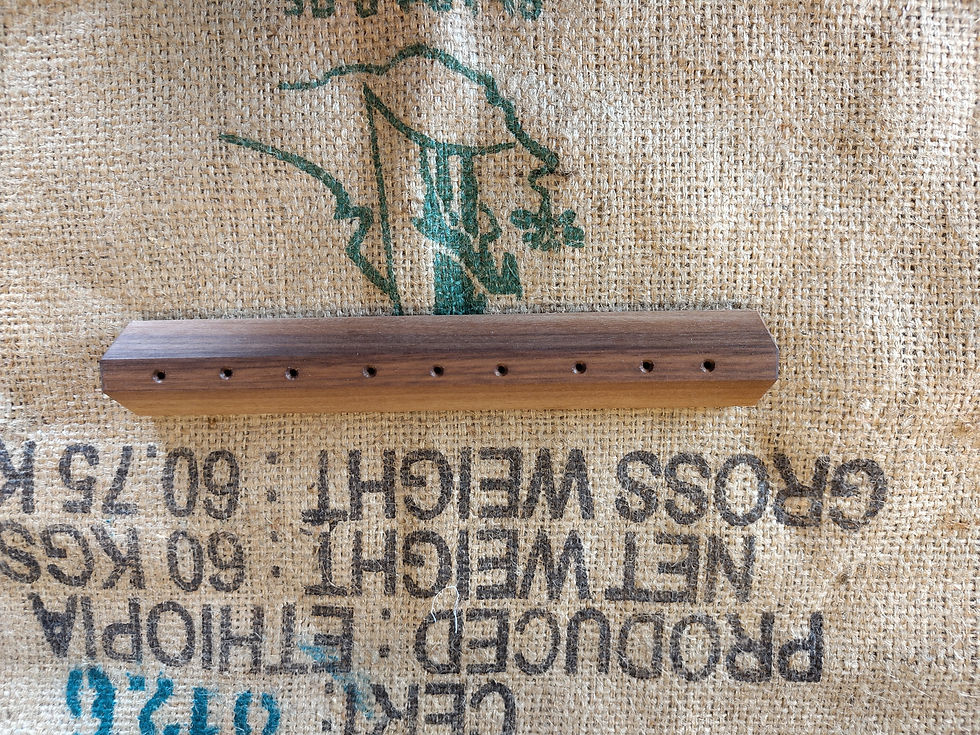 CERT :
PRODUCED : ETHIOPIA
NET WEIGHT : 60 KGS
GROSS WEIGHT : 60.75 K